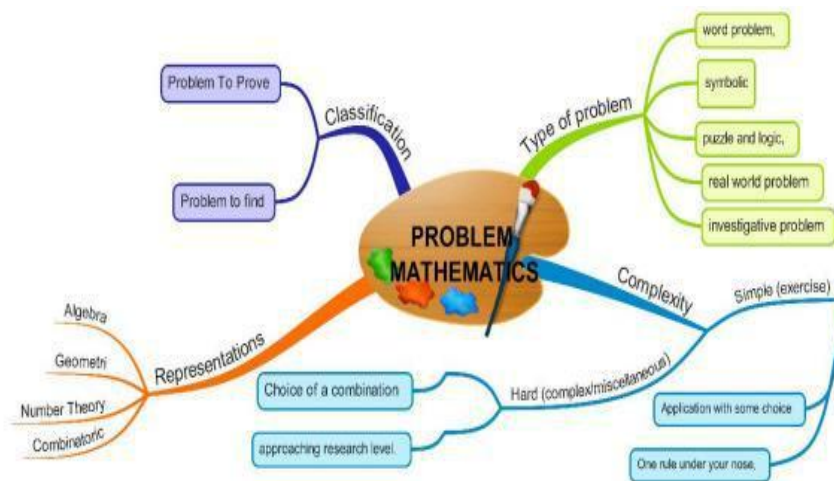 PROBLEM
MATHEMATICS
Classification
Problem To Prove
Problem to find
Type of problem
word problem,
symbolic
puzzle and logic,
real world problem
investigative problem
Complexity
Simple (exercise)
Application with some choice
One rule under your nose,
Hard (complex/miscellaneous)
Choice of a combination
approaching research level.
Representations
Algebra
Geometri
Number Theory
Combinatoric